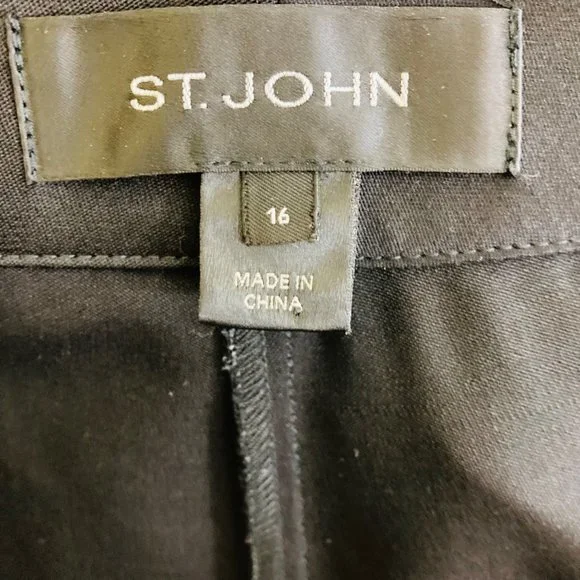 ST. JOHN
16
MADE IN
CHINA